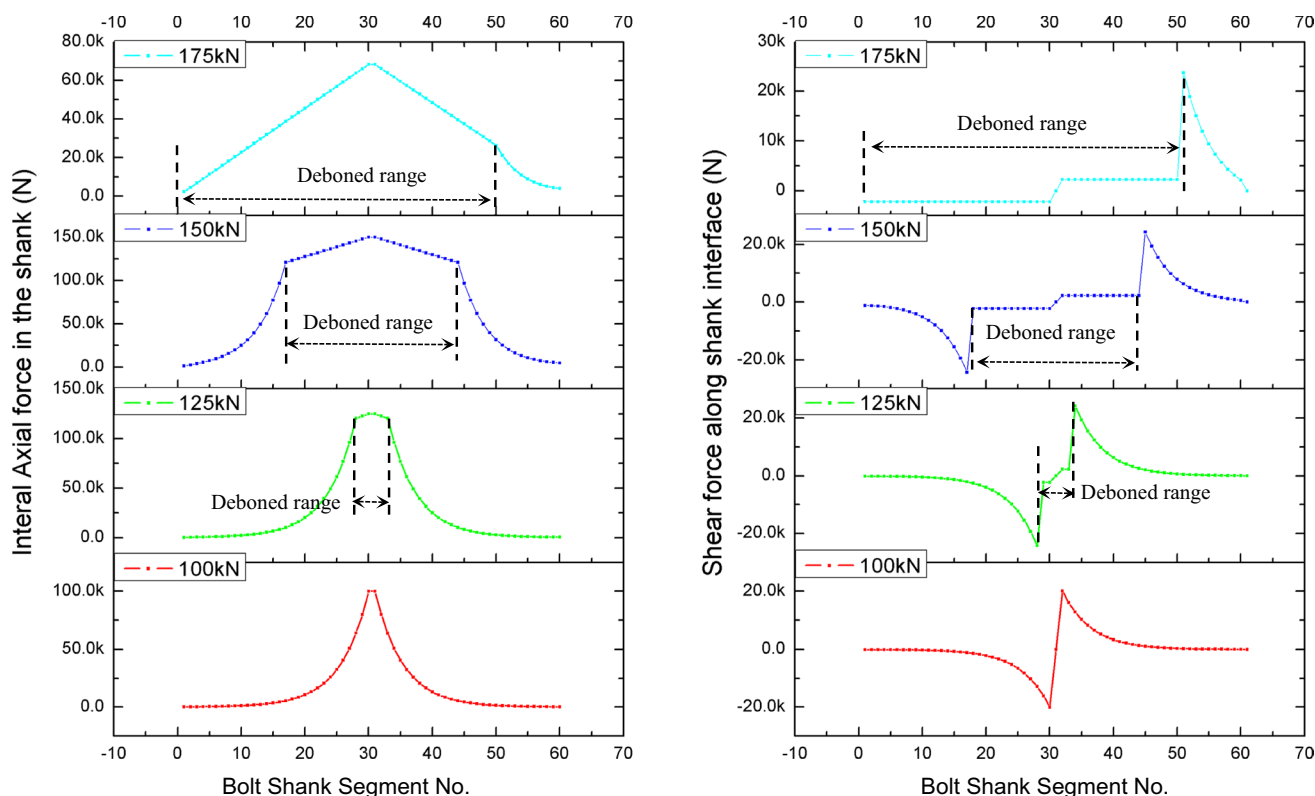 -10 0 10 20 30 40 50 60 70
80.0k
175kN
60.0k
40.0k
20.0k
Deboned range
0.0
150.0k
150kN
100.0k
50.0k
Deboned range
0.0
150.0k
125kN
100.0k
50.0k
Deboned range
0.0
100kN
100.0k
50.0k
0.0
-10 0 10 20 30 40 50 60 70
Bolt Shank Segment No.
Interal Axial force in the shank (N)
-10 0 10 20 30 40 50 60 70
30k
175kN
20k
Deboned range
10k
0
150kN
20.0k
0.0
Deboned range
-20.0k
125kN
20.0k
0.0
Deboned range
-20.0k
100kN
20.0k
0.0
-20.0k
-10 0 10 20 30 40 50 60 70
Bolt Shank Segment No.
Shear force along shank interface (N)